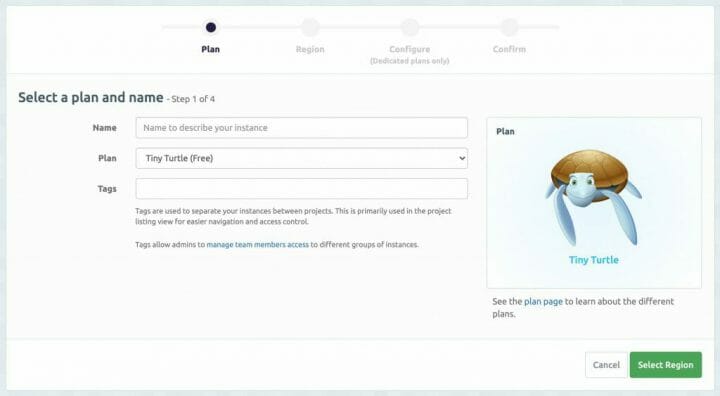 Plan
Region
Configure
(Dedicated plans only)
Confirm
Select a plan and name - Step 1 of 4
Name
Name to describe your instance
Plan
Tiny Turtle (Free)
Tags
Tags are used to separate your instances between projects. This is primarily used in the project
listing view for easier navigation and access control.
Tags allow admins to manage team members access to different groups of instances.
Plan
Tiny Turtle
See the plan page to learn about the different
plans.
Cancel
Select Region